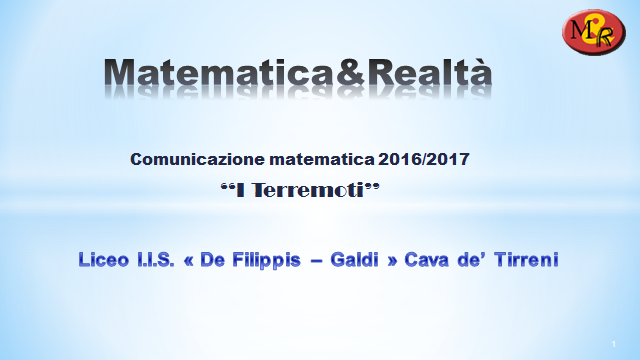 M&R
Matematica&Realtà
Comunicazione matematica 2016/2017
“I Terremoti”
Liceo I.I.S. « De Filippis – Galdi » Cava de’ Tirreni
1